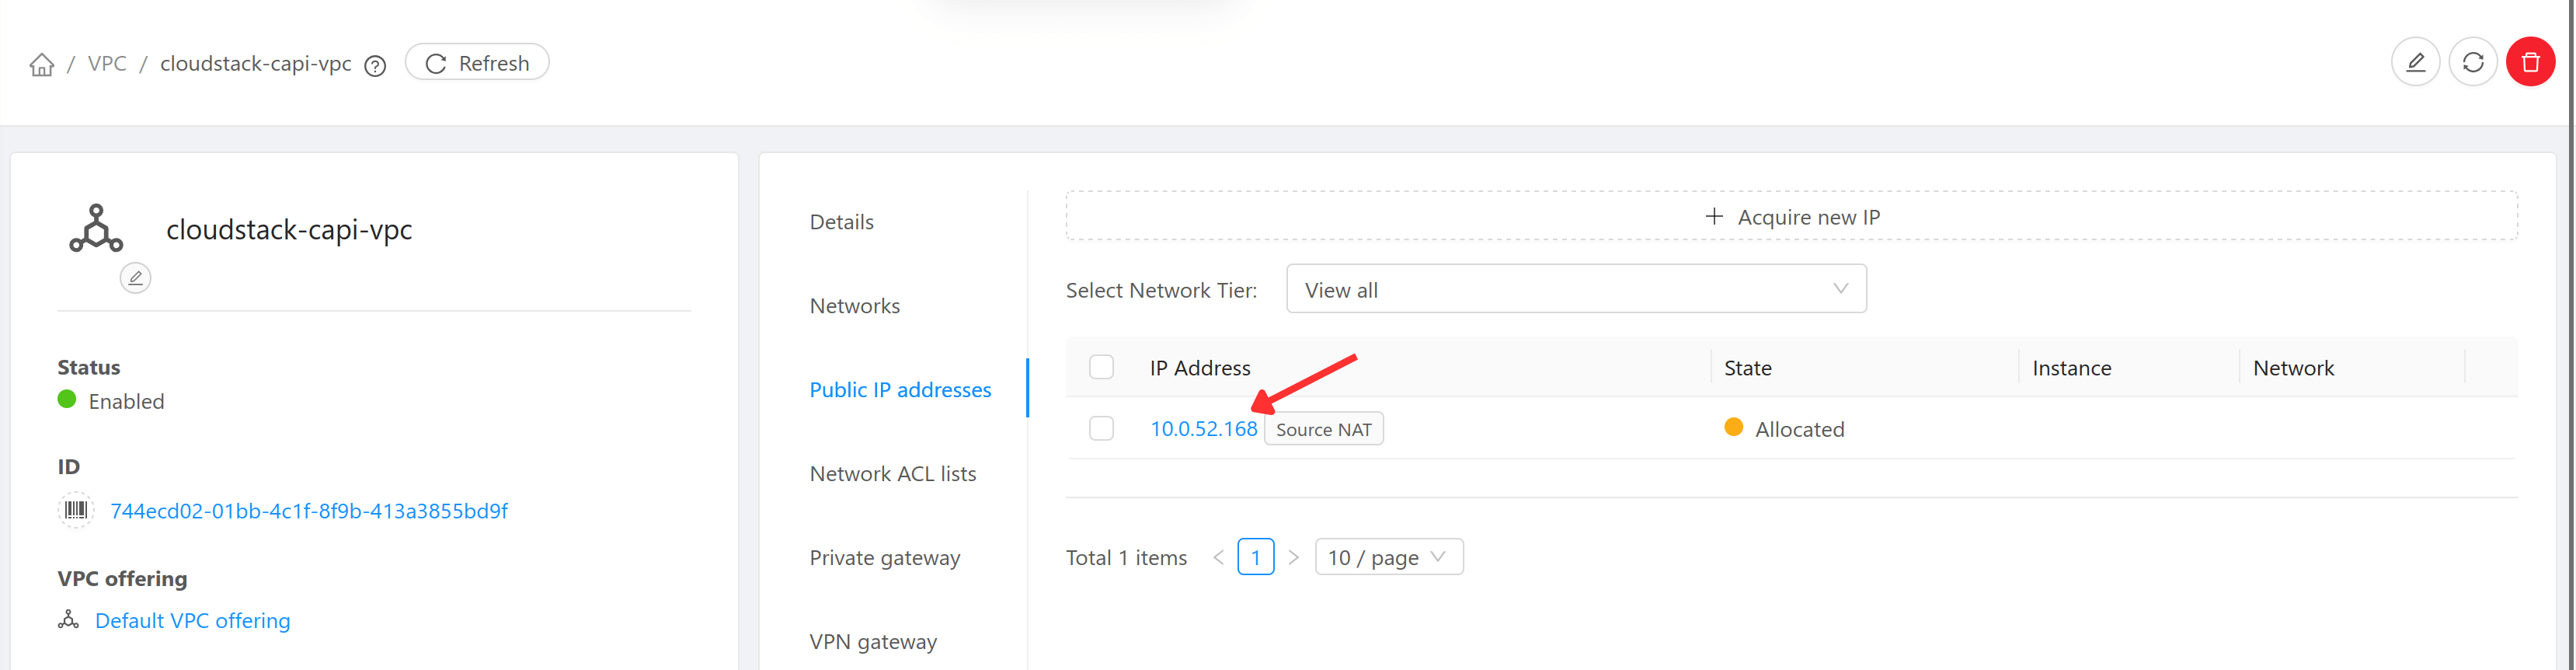 / VPC / cloudstack-capi-vpc ? Refresh
cloudstack-capi-vpc
Status
Enabled
ID
744ecd02-01bb-4c1f-8f9b-413a3855bd9f
VPC offering
Default VPC offering
Details
Networks
Public IP addresses
Network ACL lists
Private gateway
VPN gateway
+ Acquire new IP
Select Network Tier: View all
IP Address State Instance Network
10.0.52.168 Source NAT Allocated
Total 1 items < 1 > 10 / page